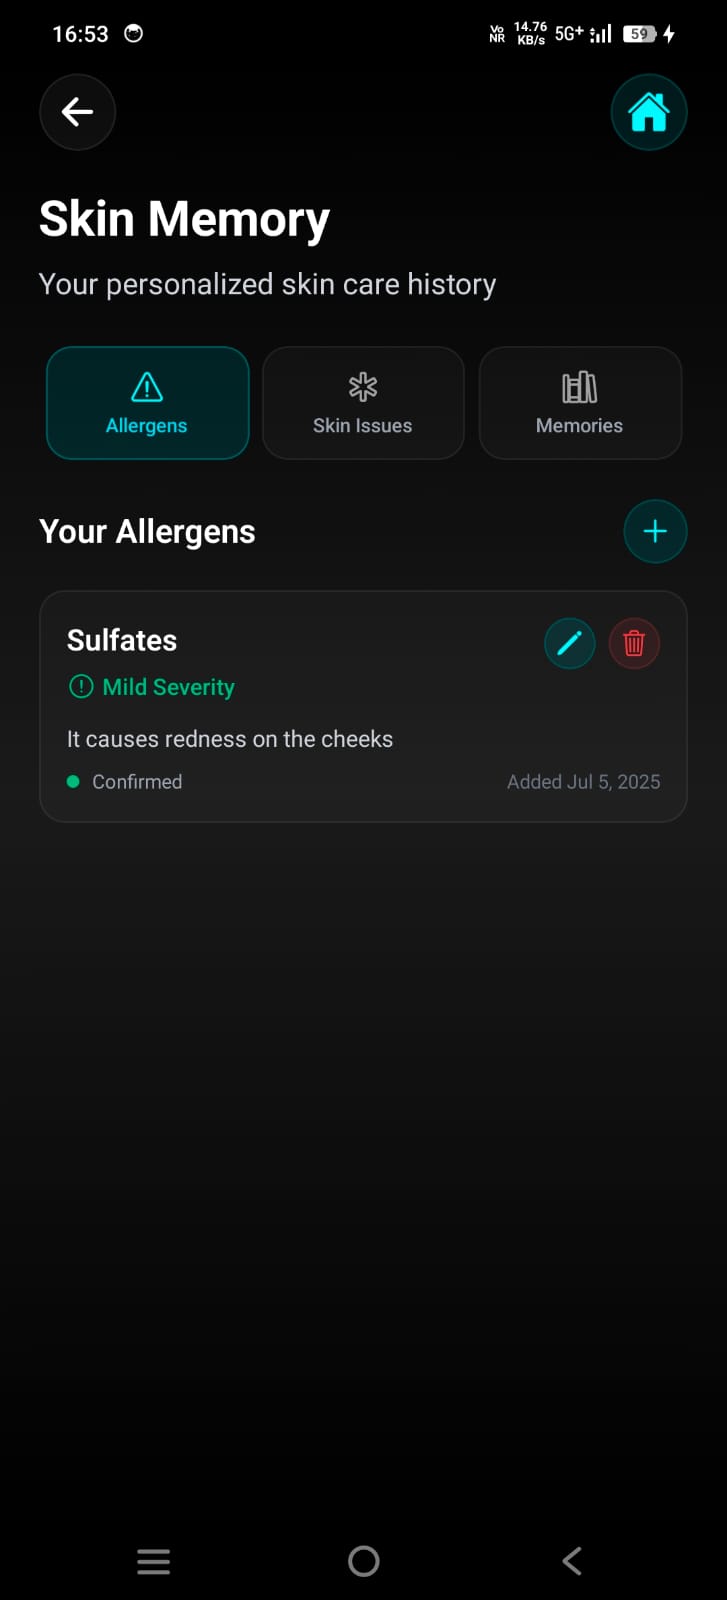 16:53 Vo NR 14.76 KB/s 5G+ 59
Skin Memory
Your personalized skin care history
Allergens Skin Issues Memories
Your Allergens
Sulfates
Mild Severity
It causes redness on the cheeks
Confirmed Added Jul 5, 2025